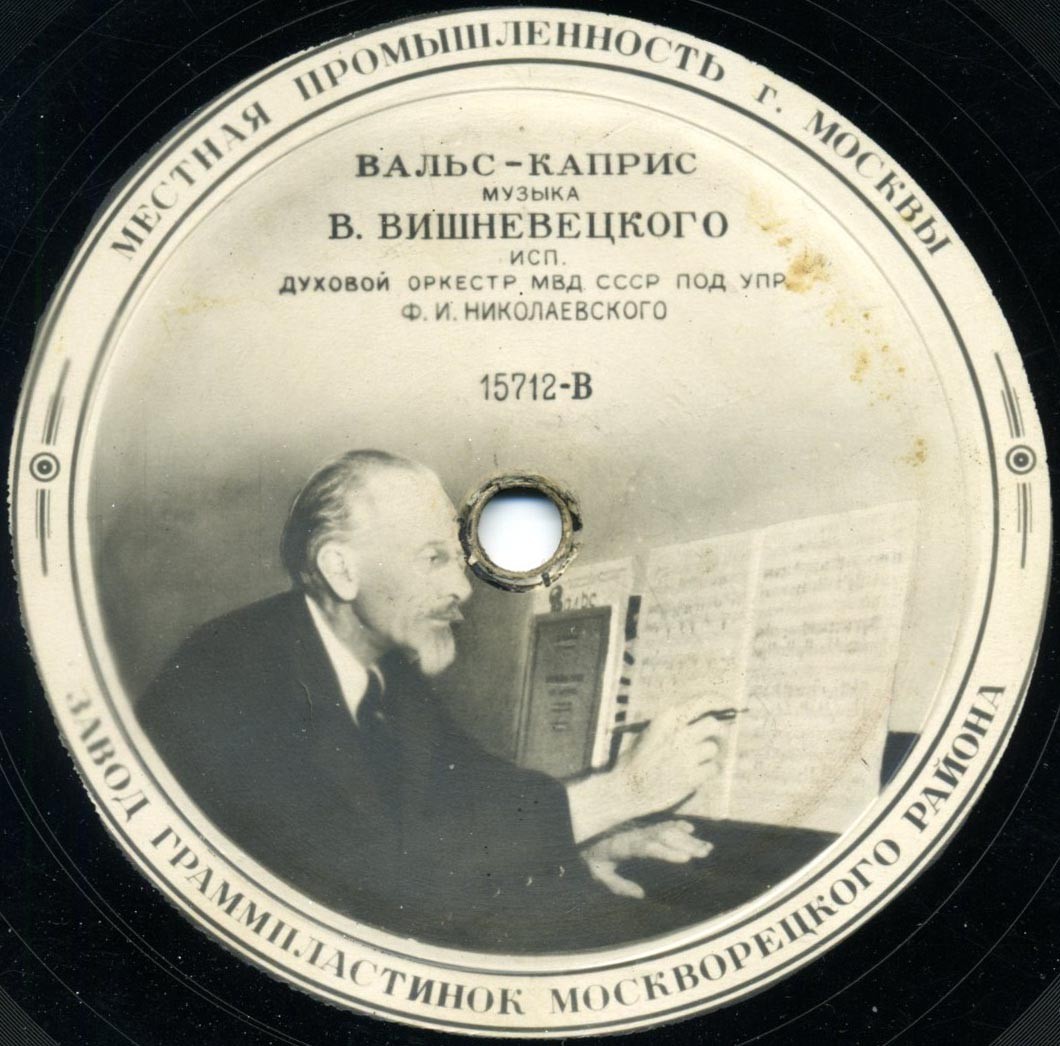 МЕСТНАЯ ПРОМЫШЛЕННОСТЬ г. МОСКВЫ
ВАЛЬС-КАПРИС
МУЗЫКА
В. ВИШНЕВЕЦКОГО
ИСП.
ДУХОВОЙ ОРКЕСТР МВД СССР ПОД УПР.
Ф. И. НИКОЛАЕВСКОГО
15712-В
Вальс
ЗАВОД ГРАММПЛАСТИНОК МОСКВОРЕЦКОГО РАЙОНА